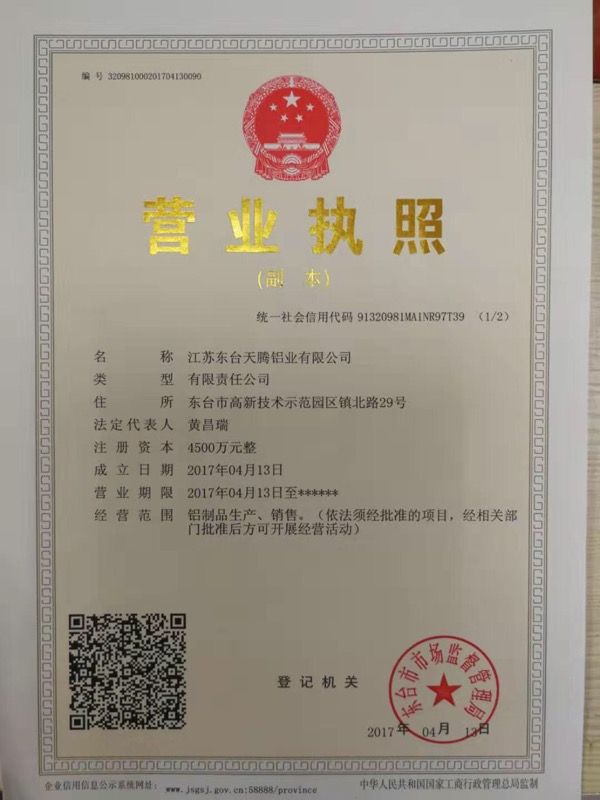 编 号 320981000201704130090
营业执照
(副 本)
统一社会信用代码 91320981MA1NR97T39 (1/2)
名 称 江苏东台天腾铝业有限公司
类 型 有限责任公司
住 所 东台市高新技术示范园区镇北路29号
法定代表人 黄昌瑞
注册资本 4500万元整
成立日期 2017年04月13日
营业期限 2017年04月13日至******
经营范围 铝制品生产、销售。(依法须经批准的项目，经相关部
门批准后方可开展经营活动)
东台市市场监督管理局
登记机关
2017年 04月 13日
企业信用信息公示系统网址: www.jsgsj.gov.cn:58888/province
中华人民共和国国家工商行政管理总局监制